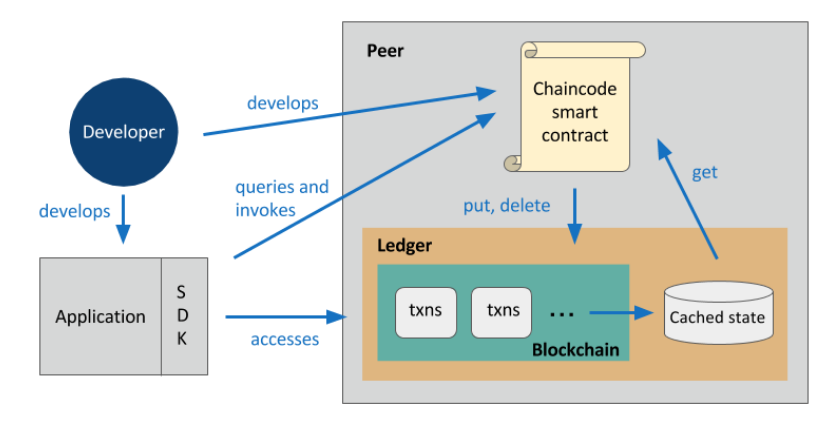 Peer
Chaincode
smart
contract
develops
Developer
queries and
invokes
get
develops
put, delete
Ledger
Application
S
D
K
txns
txns
...
Cached state
accesses
Blockchain